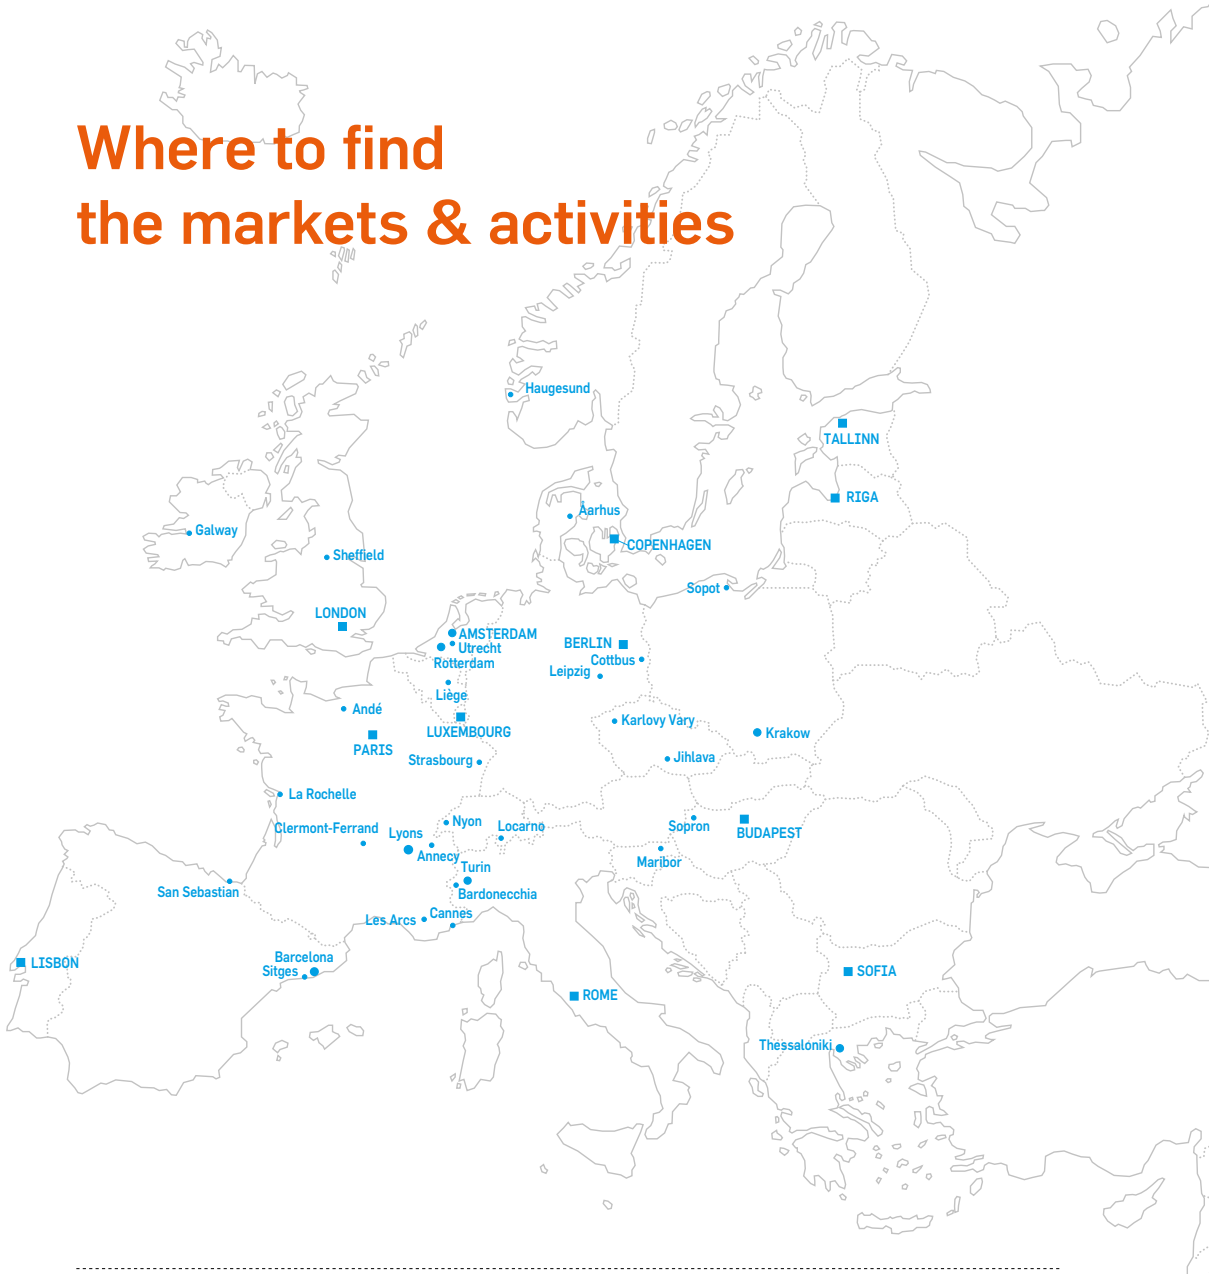 Where to find
the markets & activities
Haugesund
TALLINN
RIGA
Åarhus
Galway
COPENHAGEN
Sheffield
Sopot
LONDON
AMSTERDAM
BERLIN
Utrecht
Cottbus
Rotterdam
Leipzig
Liège
Andé
Karlovy Vary
LUXEMBOURG
Krakow
PARIS
Jihlava
Strasbourg
La Rochelle
Nyon
Locarno
Clermont-Ferrand
Sopron
Lyons
BUDAPEST
Annecy
Maribor
Turin
San Sebastian
Bardonecchia
Cannes
Les Arcs
Barcelona
LISBON
Sitges
SOFIA
ROME
Thessaloniki